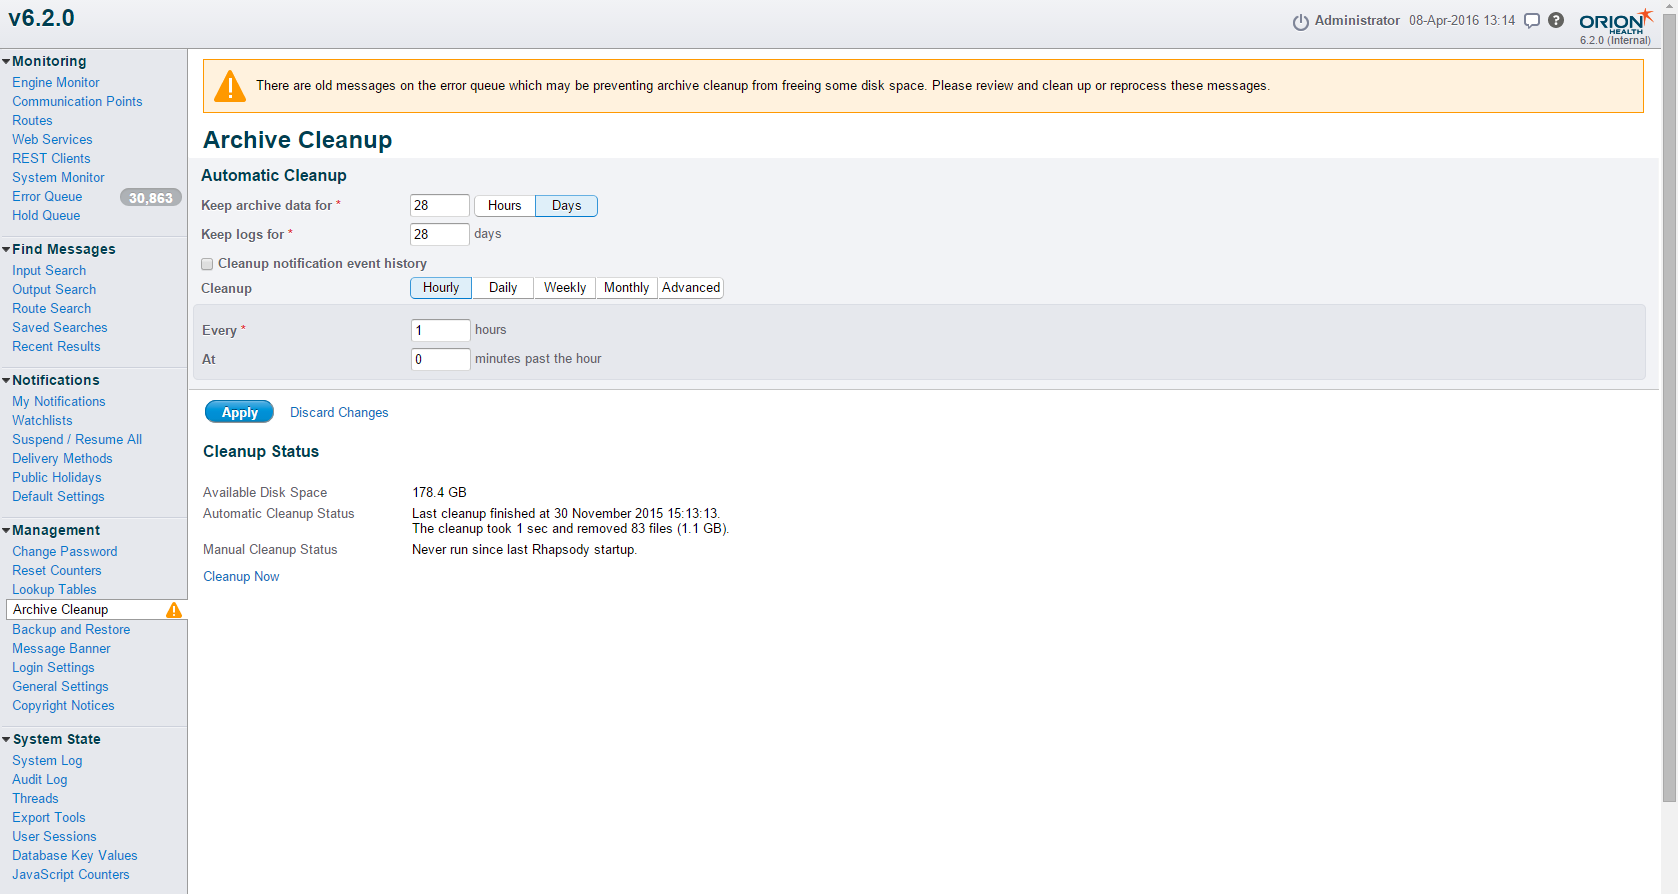 v6.2.0
Administrator 08-Apr-2016 13:14 ?
ORION
HEALTH
6.2.0 (Internal)
Monitoring
Engine Monitor
Communication Points
Routes
Web Services
REST Clients
System Monitor
Error Queue 30,863
Hold Queue
Find Messages
Input Search
Output Search
Route Search
Saved Searches
Recent Results
Notifications
My Notifications
Watchlists
Suspend / Resume All
Delivery Methods
Public Holidays
Default Settings
Management
Change Password
Reset Counters
Lookup Tables
Archive Cleanup
Backup and Restore
Message Banner
Login Settings
General Settings
Copyright Notices
System State
System Log
Audit Log
Threads
Export Tools
User Sessions
Database Key Values
JavaScript Counters
There are old messages on the error queue which may be preventing archive cleanup from freeing some disk space. Please review and clean up or reprocess these messages.
Archive Cleanup
Automatic Cleanup
Keep archive data for * 28 Hours Days
Keep logs for * 28 days
Cleanup notification event history
Cleanup Hourly Daily Weekly Monthly Advanced
Every * 1 hours
At 0 minutes past the hour
Apply Discard Changes
Cleanup Status
Available Disk Space 178.4 GB
Automatic Cleanup Status Last cleanup finished at 30 November 2015 15:13:13.
The cleanup took 1 sec and removed 83 files (1.1 GB).
Manual Cleanup Status Never run since last Rhapsody startup.
Cleanup Now